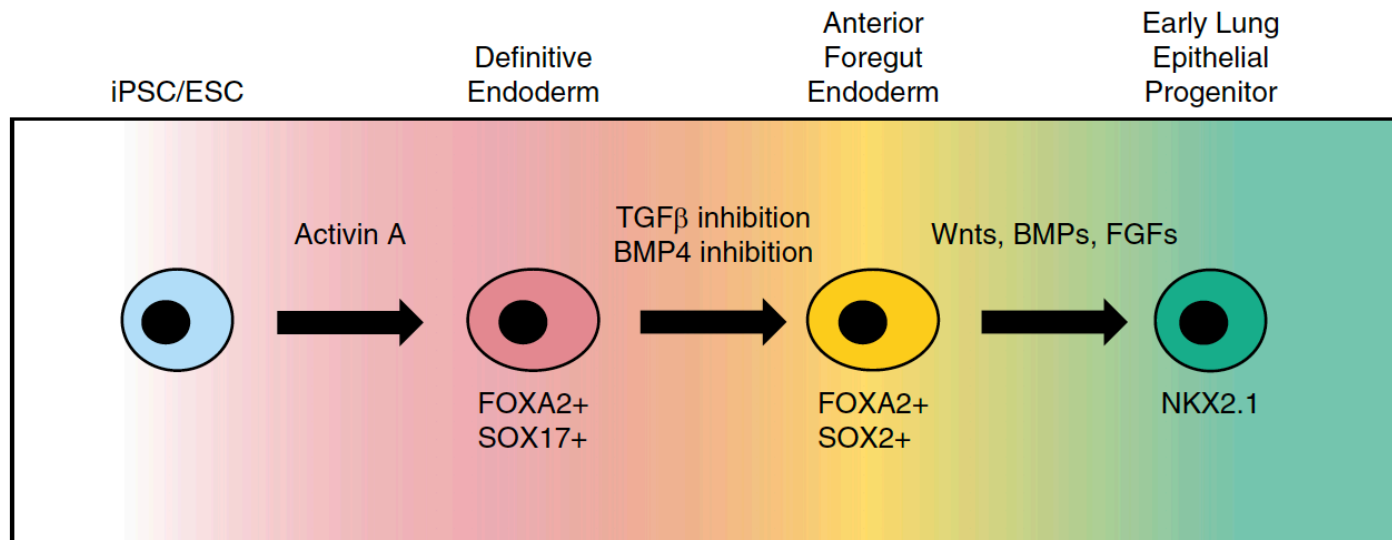 iPSC/ESC
Definitive
Endoderm
Anterior
Foregut
Endoderm
Early Lung
Epithelial
Progenitor
Activin A
TGFβ inhibition
BMP4 inhibition
Wnts, BMPs, FGFs
FOXA2+
SOX17+
FOXA2+
SOX2+
NKX2.1